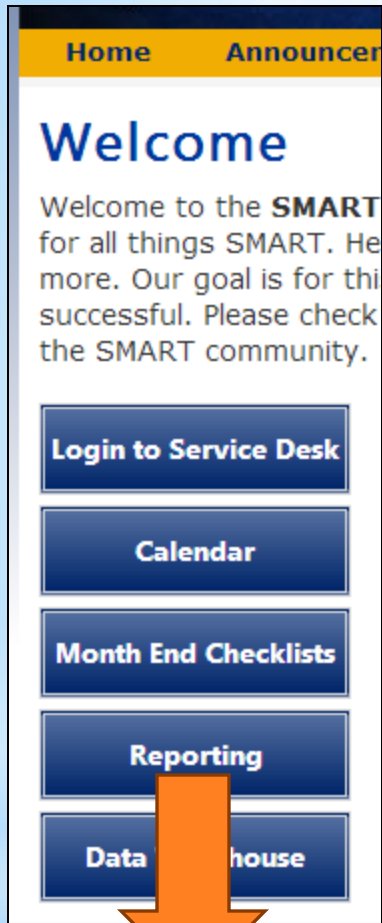 Home Announcer
Welcome
Welcome to the SMART
for all things SMART. He
more. Our goal is for thi
successful. Please check
the SMART community.
Login to Service Desk
Calendar
Month End Checklists
Reporting
Data house